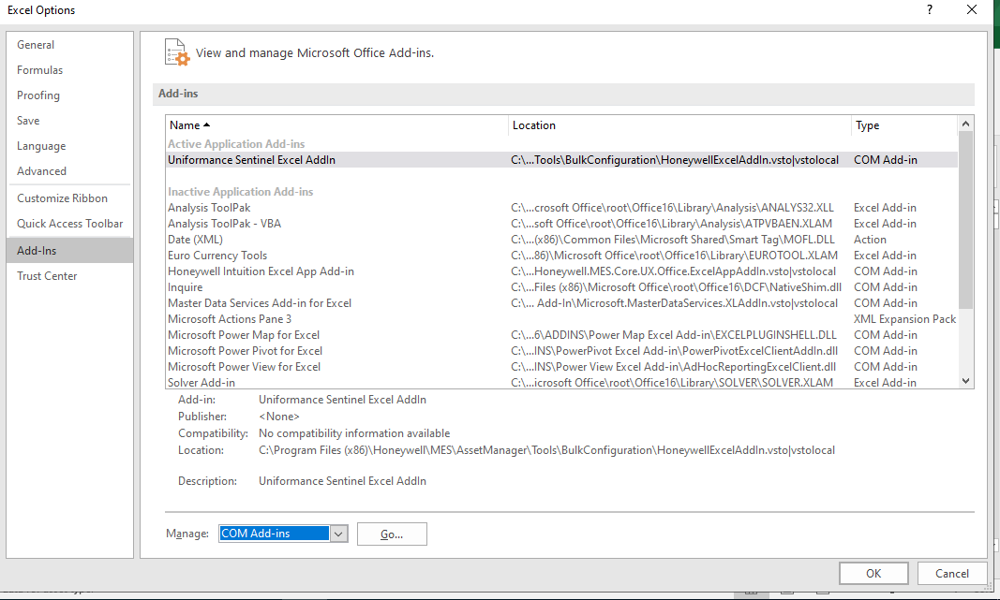 Excel Options ? ×
General
Formulas
Proofing
Save
Language
Advanced
Customize Ribbon
Quick Access Toolbar
Add-Ins
Trust Center
View and manage Microsoft Office Add-ins.
Add-ins
Name Location Type
Active Application Add-ins
Uniformance Sentinel Excel AddIn C:\...Tools\BulkConfiguration\HoneywellExcelAddIn.vsto|vstolocal COM Add-in
Inactive Application Add-ins
Analysis ToolPak C:\...crosoft Office\root\Office16\Library\Analysis\ANALYS32.XLL Excel Add-in
Analysis ToolPak - VBA C:\...soft Office\root\Office16\Library\Analysis\ATPVBAEN.XLAM Excel Add-in
Date (XML) C:\...(x86)\Common Files\Microsoft Shared\Smart Tag\MOFL.DLL Action
Euro Currency Tools C:\...86)\Microsoft Office\root\Office16\Library\EUROTOOL.XLAM Excel Add-in
Honeywell Intuition Excel App Add-in C:\...Honeywell.MES.Core.UX.Office.ExcelAppAddIn.vsto|vstolocal COM Add-in
Inquire C:\...Files (x86)\Microsoft Office\root\Office16\DCF\NativeShim.dll COM Add-in
Master Data Services Add-in for Excel C:\... Add-In\Microsoft.MasterDataServices.XLAddIn.vsto|vstolocal COM Add-in
Microsoft Actions Pane 3 XML Expansion Pack
Microsoft Power Map for Excel C:\...6\ADDINS\Power Map Excel Add-in\EXCELPLUGINSHELL.DLL COM Add-in
Microsoft Power Pivot for Excel C:\...INS\PowerPivot Excel Add-in\PowerPivotExcelClientAddIn.dll COM Add-in
Microsoft Power View for Excel C:\...INS\Power View Excel Add-in\AdHocReportingExcelClient.dll COM Add-in
Solver Add-in C:\...icrosoft Office\root\Office16\Library\SOLVER\SOLVER.XLAM Excel Add-in
Add-in: Uniformance Sentinel Excel AddIn
Publisher: <None>
Compatibility: No compatibility information available
Location: C:\Program Files (x86)\Honeywell\MES\AssetManager\Tools\BulkConfiguration\HoneywellExcelAddIn.vsto|vstolocal
Description: Uniformance Sentinel Excel AddIn
Manage: COM Add-ins Go...
OK Cancel